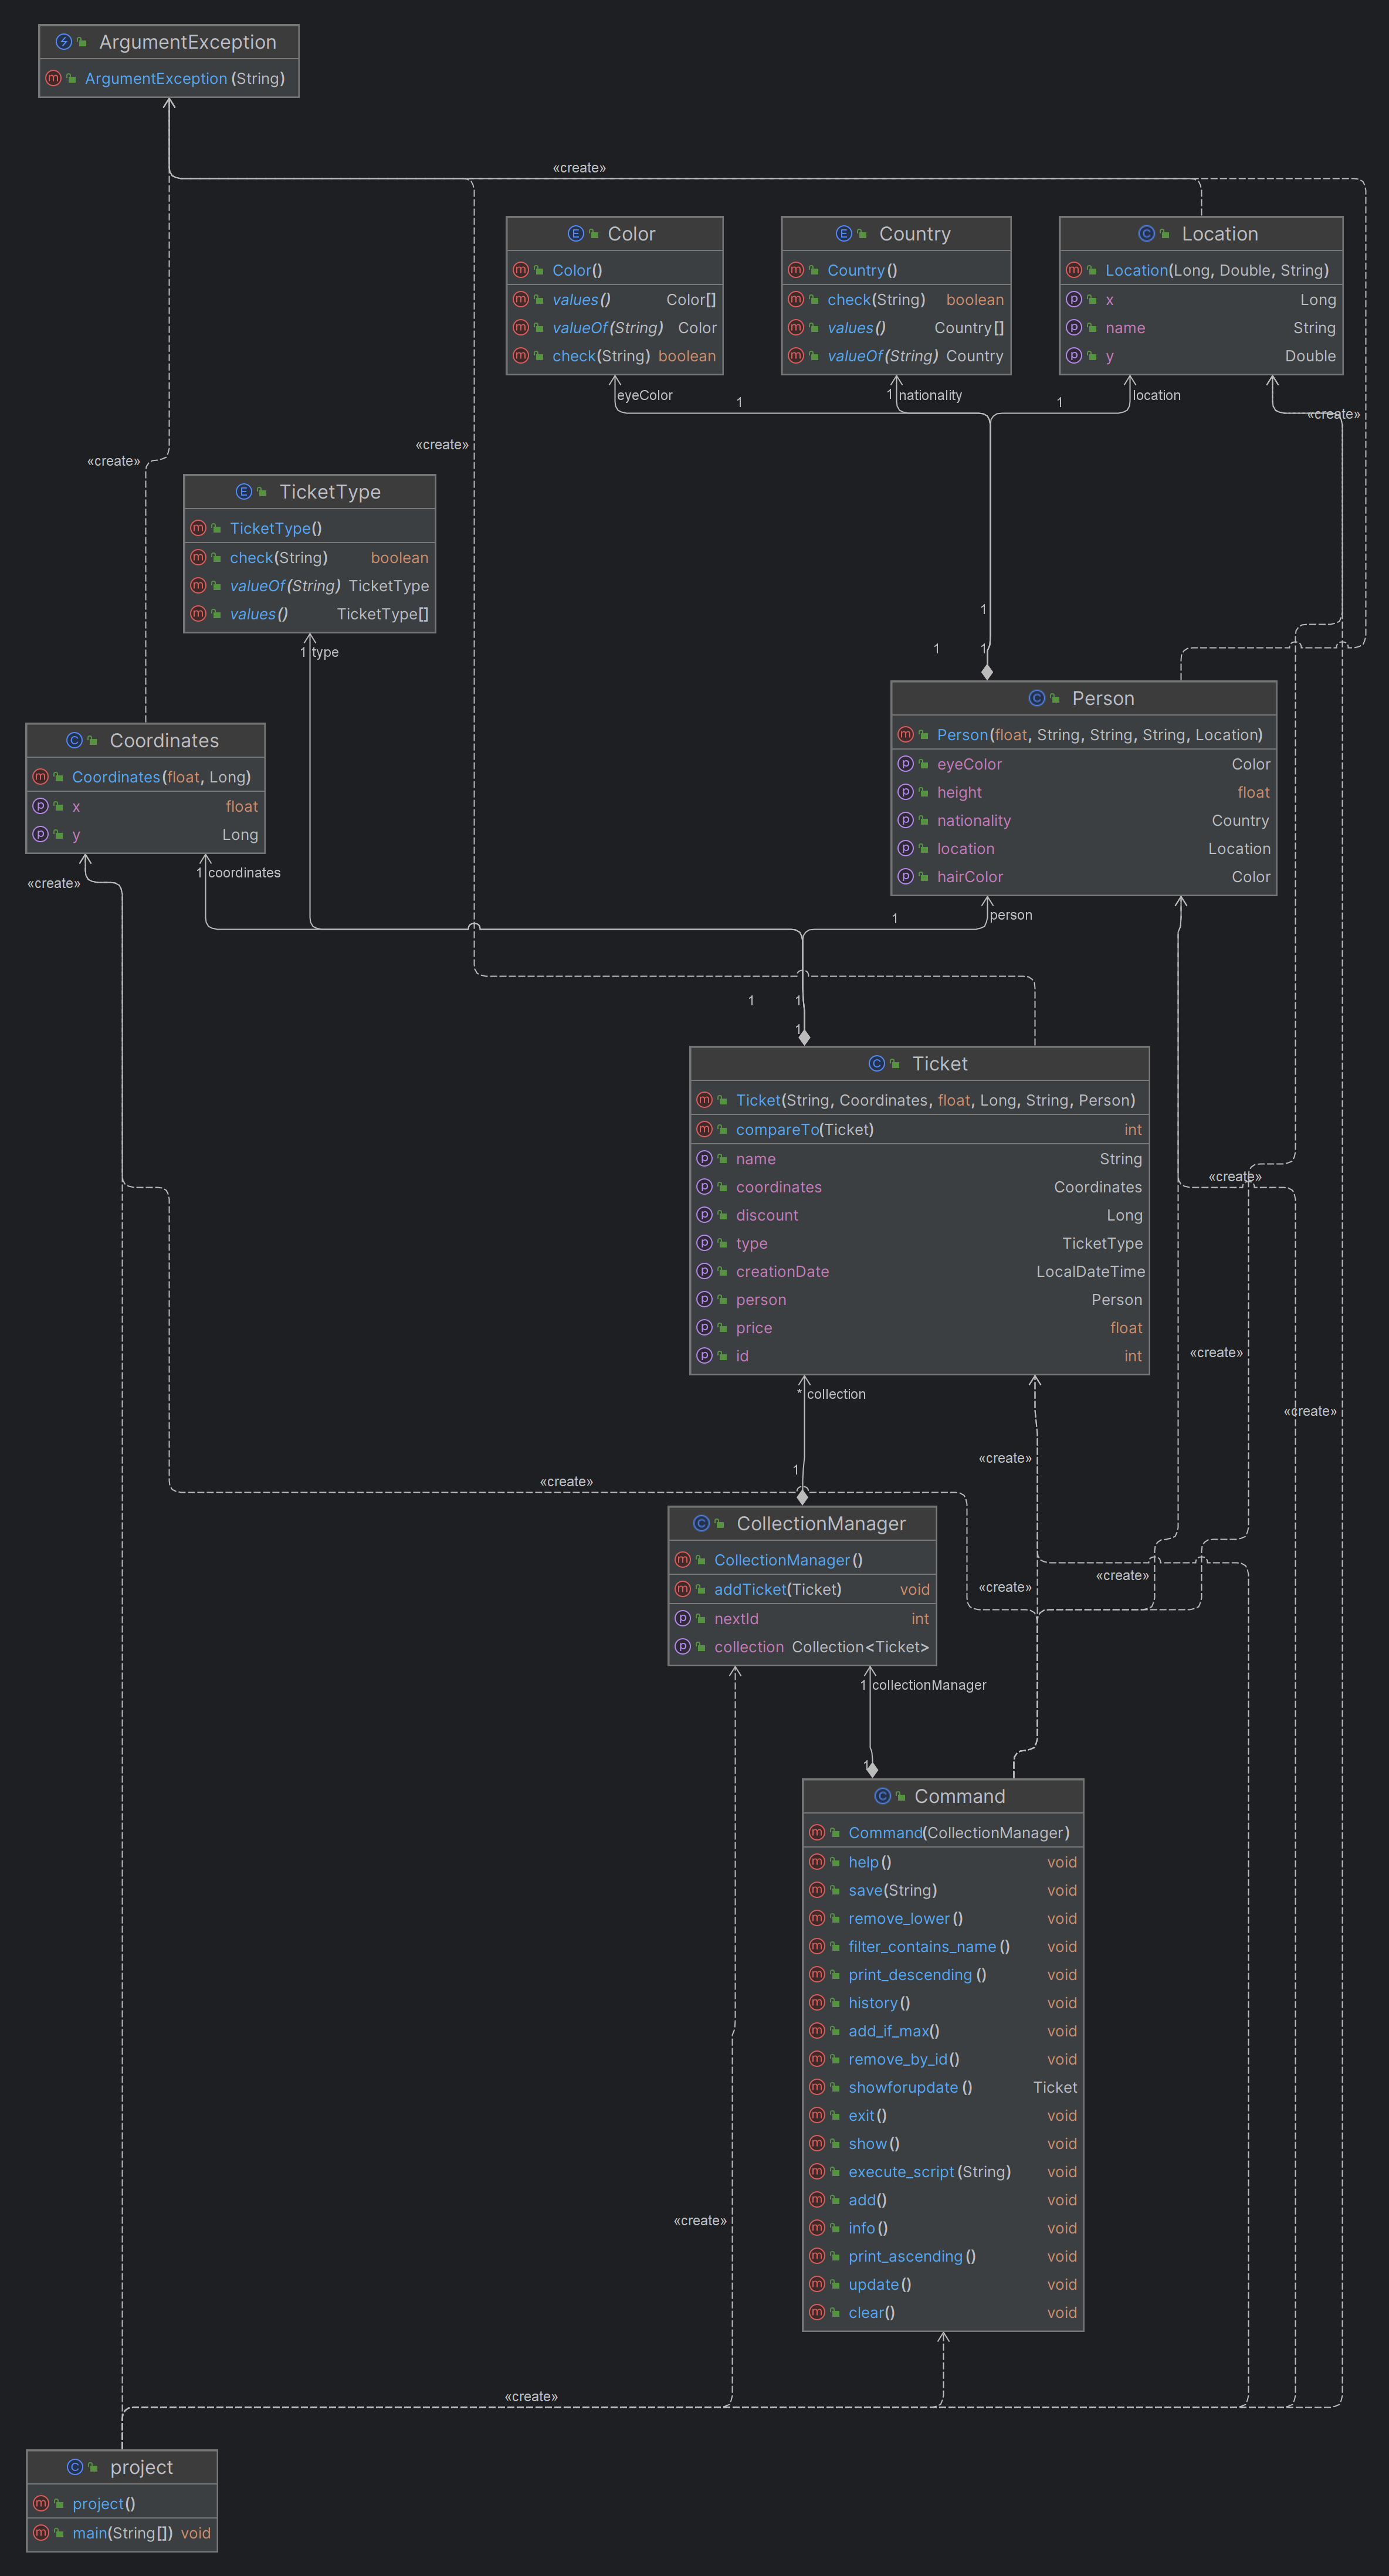 ArgumentException
ArgumentException(String)
«create»
Color
Color()
values() Color[]
valueOf(String) Color
check(String) boolean
Country
Country()
check(String) boolean
values() Country[]
valueOf(String) Country
Location
Location(Long, Double, String)
x Long
name String
y Double
eyeColor
1
1 nationality
1
location
«create»
«create»
«create»
TicketType
TicketType()
check(String) boolean
valueOf(String) TicketType
values() TicketType[]
1 type
1
1
1
Person
Person(float, String, String, String, Location)
eyeColor Color
height float
nationality Country
location Location
hairColor Color
Coordinates
Coordinates(float, Long)
x float
y Long
«create»
1 coordinates
1
person
1
1
1
Ticket
Ticket(String, Coordinates, float, Long, String, Person)
compareTo(Ticket) int
name String
coordinates Coordinates
discount Long
type TicketType
creationDate LocalDateTime
person Person
price float
id int
«create»
«create»
«create»
* collection
«create»
1
«create»
CollectionManager
CollectionManager()
addTicket(Ticket) void
nextId int
collection Collection<Ticket>
«create»
«create»
1 collectionManager
1
Command
Command(CollectionManager)
help() void
save(String) void
remove_lower() void
filter_contains_name() void
print_descending() void
history() void
add_if_max() void
remove_by_id() void
showforupdate() Ticket
exit() void
show() void
execute_script(String) void
add() void
info() void
print_ascending() void
update() void
clear() void
«create»
«create»
project
project()
main(String[]) void